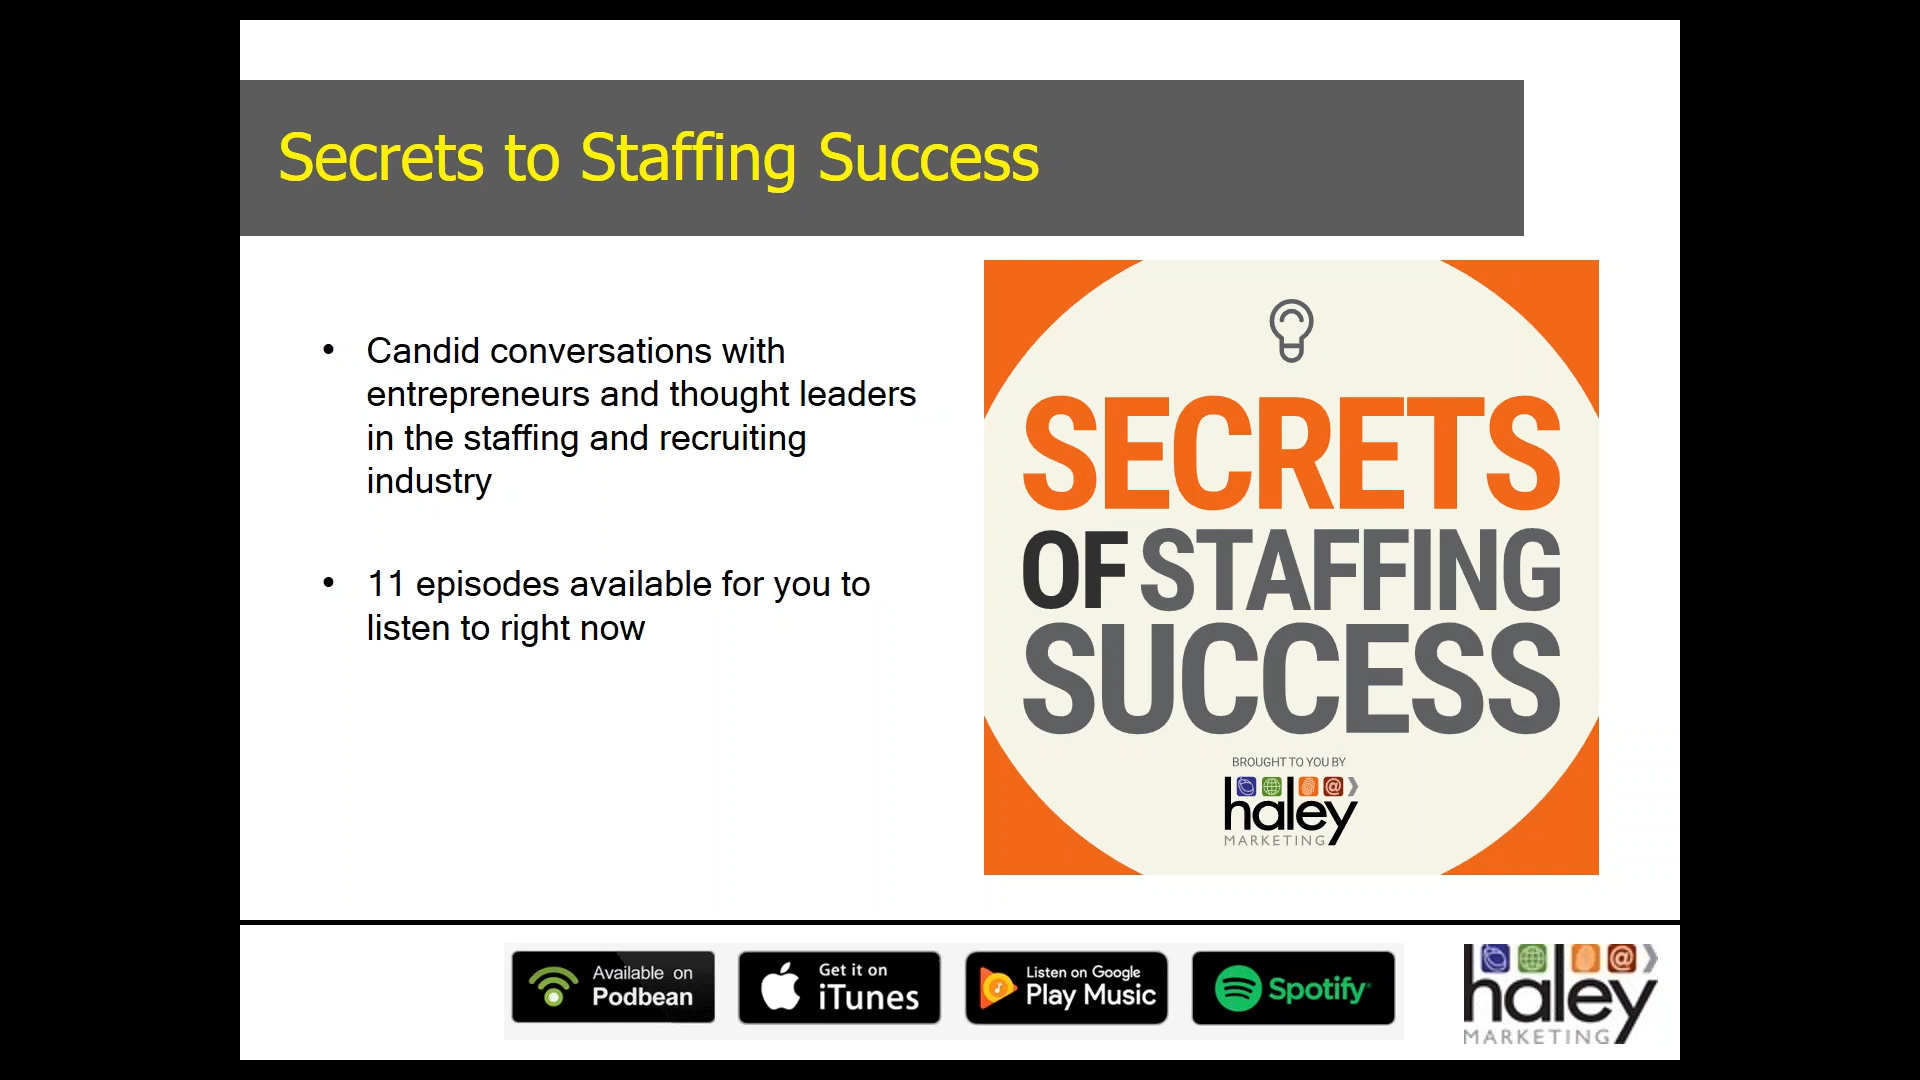 Secrets to Staffing Success
• Candid conversations with
entrepreneurs and thought leaders
in the staffing and recruiting
industry
• 11 episodes available for you to
listen to right now
SECRETS
OF STAFFING
SUCCESS
BROUGHT TO YOU BY
haley
MARKETING
Available on
Podbean
Get it on
iTunes
Listen on Google
Play Music
Spotify
haley
MARKETING